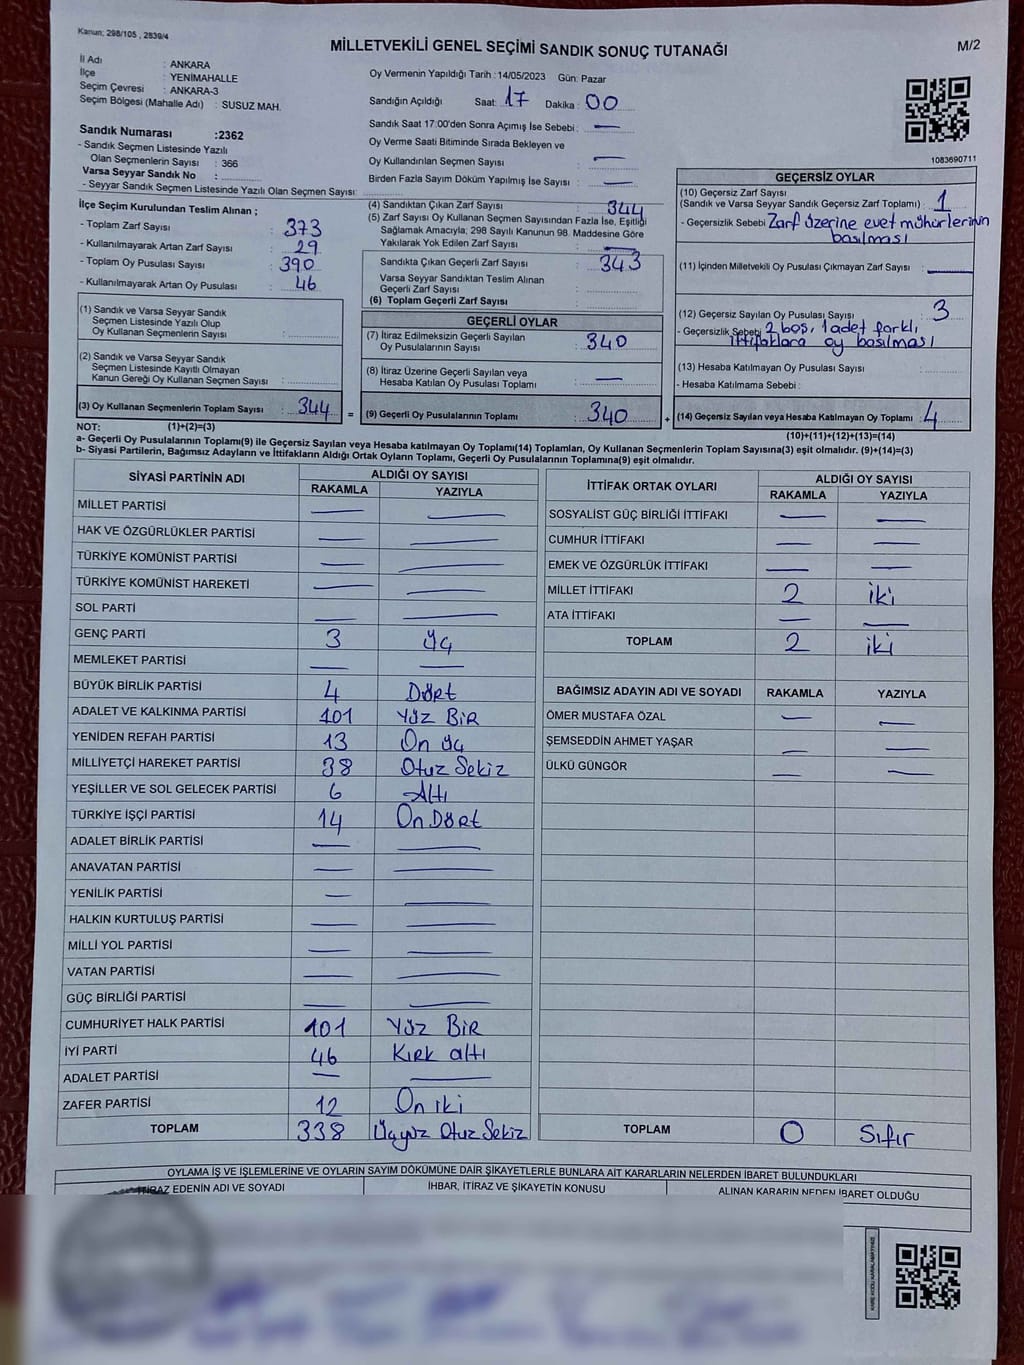 Kanun; 298/105 , 2839/4
MİLLETVEKİLİ GENEL SEÇİMİ SANDIK SONUÇ TUTANAĞI
M/2
İl Adı : ANKARA
İlçe : YENİMAHALLE
Seçim Çevresi : ANKARA-3
Seçim Bölgesi (Mahalle Adı) : SUSUZ MAH.
Sandık Numarası :2362
- Sandık Seçmen Listesinde Yazılı
Olan Seçmenlerin Sayısı : 366
Varsa Seyyar Sandık No :
- Seyyar Sandık Seçmen Listesinde Yazılı Olan Seçmen Sayısı:
Oy Vermenin Yapıldığı Tarih : 14/05/2023 Gün: Pazar
Sandığın Açıldığı Saat: 17 Dakika : 00
Sandık Saat 17:00'den Sonra Açımış İse Sebebi : —
Oy Verme Saati Bitiminde Sırada Bekleyen ve
Oy Kullandırılan Seçmen Sayısı : —
Birden Fazla Sayım Döküm Yapılmış İse Sayısı : —
1083690711
İlçe Seçim Kurulundan Teslim Alınan ;
- Toplam Zarf Sayısı : 373
- Kullanılmayarak Artan Zarf Sayısı : 29
- Toplam Oy Pusulası Sayısı : 390
- Kullanılmayarak Artan Oy Pusulası : 46
(4) Sandıktan Çıkan Zarf Sayısı : 344
(5) Zarf Sayısı Oy Kullanan Seçmen Sayısından Fazla İse, Eşitliği
Sağlamak Amacıyla; 298 Sayılı Kanunun 98. Maddesine Göre
Yakılarak Yok Edilen Zarf Sayısı : —
Sandıkta Çıkan Geçerli Zarf Sayısı : 343
Varsa Seyyar Sandıktan Teslim Alınan
Geçerli Zarf Sayısı :
(6) Toplam Geçerli Zarf Sayısı :
GEÇERSİZ OYLAR
(10) Geçersiz Zarf Sayısı
(Sandık ve Varsa Seyyar Sandık Geçersiz Zarf Toplamı) : 1
- Geçersizlik Sebebi : Zarf üzerine evet mühürlerinin
basılması
(11) İçinden Milletvekili Oy Pusulası Çıkmayan Zarf Sayısı : —
(12) Geçersiz Sayılan Oy Pusulası Sayısı : 3
- Geçersizlik Sebebi 2 boş, 1 adet farklı
ittifaklara oy basılması
(13) Hesaba Katılmayan Oy Pusulası Sayısı :
- Hesaba Katılmama Sebebi :
(14) Geçersiz Sayılan veya Hesaba Katılmayan Oy Toplamı : 4
(1) Sandık ve Varsa Seyyar Sandık
Seçmen Listesinde Yazılı Olup
Oy Kullanan Seçmenlerin Sayısı :
(2) Sandık ve Varsa Seyyar Sandık
Seçmen Listesinde Kayıtlı Olmayan
Kanun Gereği Oy Kullanan Seçmen Sayısı :
(3) Oy Kullanan Seçmenlerin Toplam Sayısı : 344 =
GEÇERLİ OYLAR
(7) İtiraz Edilmeksizin Geçerli Sayılan
Oy Pusulalarının Sayısı : 340
(8) İtiraz Üzerine Geçerli Sayılan veya
Hesaba Katılan Oy Pusulası Toplamı : —
(9) Geçerli Oy Pusulalarının Toplamı : 340 +
NOT: (1)+(2)=(3)
(10)+(11)+(12)+(13)=(14)
a- Geçerli Oy Pusulalarının Toplamı(9) ile Geçersiz Sayılan veya Hesaba katılmayan Oy Toplamı(14) Toplamları, Oy Kullanan Seçmenlerin Toplam Sayısına(3) eşit olmalıdır. (9)+(14)=(3)
b- Siyasi Partilerin, Bağımsız Adayların ve İttifakların Aldığı Ortak Oyların Toplamı, Geçerli Oy Pusulalarının Toplamına(9) eşit olmalıdır.
SİYASİ PARTİNİN ADI ALDIĞI OY SAYISI
RAKAMLA YAZIYLA
MİLLET PARTİSİ — —
HAK VE ÖZGÜRLÜKLER PARTİSİ — —
TÜRKİYE KOMÜNİST PARTİSİ — —
TÜRKİYE KOMÜNİST HAREKETİ — —
SOL PARTİ — —
GENÇ PARTİ 3 Üç
MEMLEKET PARTİSİ — —
BÜYÜK BİRLİK PARTİSİ 4 Dört
ADALET VE KALKINMA PARTİSİ 101 Yüz Bir
YENİDEN REFAH PARTİSİ 13 On Üç
MİLLİYETÇİ HAREKET PARTİSİ 38 Otuz Sekiz
YEŞİLLER VE SOL GELECEK PARTİSİ 6 Altı
TÜRKİYE İŞÇİ PARTİSİ 14 On Dört
ADALET BİRLİK PARTİSİ — —
ANAVATAN PARTİSİ — —
YENİLİK PARTİSİ — —
HALKIN KURTULUŞ PARTİSİ — —
MİLLİ YOL PARTİSİ — —
VATAN PARTİSİ — —
GÜÇ BİRLİĞİ PARTİSİ — —
CUMHURİYET HALK PARTİSİ 101 Yüz Bir
İYİ PARTİ 46 Kırk altı
ADALET PARTİSİ — —
ZAFER PARTİSİ 12 On iki
TOPLAM 338 Üçyüz Otuz Sekiz
İTTİFAK ORTAK OYLARI ALDIĞI OY SAYISI
RAKAMLA YAZIYLA
SOSYALİST GÜÇ BİRLİĞİ İTTİFAKI — —
CUMHUR İTTİFAKI — —
EMEK VE ÖZGÜRLÜK İTTİFAKI — —
MİLLET İTTİFAKI 2 iki
ATA İTTİFAKI — —
TOPLAM 2 iki
BAĞIMSIZ ADAYIN ADI VE SOYADI RAKAMLA YAZIYLA
ÖMER MUSTAFA ÖZAL — —
ŞEMSEDDİN AHMET YAŞAR — —
ÜLKÜ GÜNGÖR — —
TOPLAM 0 Sıfır
OYLAMA İŞ VE İŞLEMLERİNE VE OYLARIN SAYIM DÖKÜMÜNE DAİR ŞİKAYETLERLE BUNLARA AİT KARARLARIN NELERDEN İBARET BULUNDUKLARI
İTİRAZ EDENİN ADI VE SOYADI İHBAR, İTİRAZ VE ŞİKAYETİN KONUSU ALINAN KARARIN NEDEN İBARET OLDUĞU
KARE KODU KARALAMAYINIZ